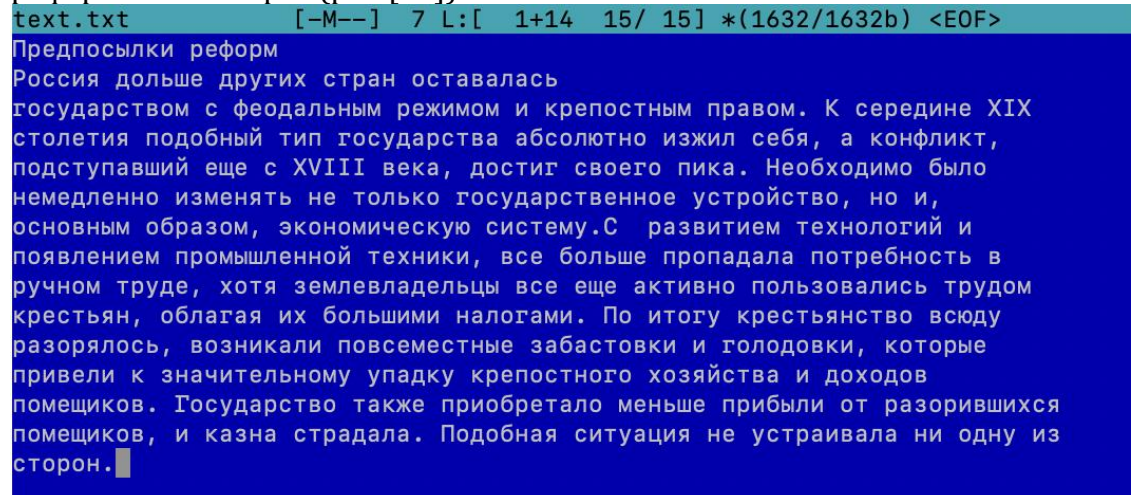 text.txt [-M--] 7 L:[ 1+14 15/ 15] *(1632/1632b) <EOF>
Предпосылки реформ
Россия дольше других стран оставалась
государством с феодальным режимом и крепостным правом. К середине XIX
столетия подобный тип государства абсолютно изжил себя, а конфликт,
подступавший еще с XVIII века, достиг своего пика. Необходимо было
немедленно изменять не только государственное устройство, но и,
основным образом, экономическую систему.С  развитием технологий и
появлением промышленной техники, все больше пропадала потребность в
ручном труде, хотя землевладельцы все еще активно пользовались трудом
крестьян, облагая их большими налогами. По итогу крестьянство всюду
разорялось, возникали повсеместные забастовки и голодовки, которые
привели к значительному упадку крепостного хозяйства и доходов
помещиков. Государство также приобретало меньше прибыли от разорившихся
помещиков, и казна страдала. Подобная ситуация не устраивала ни одну из
сторон.